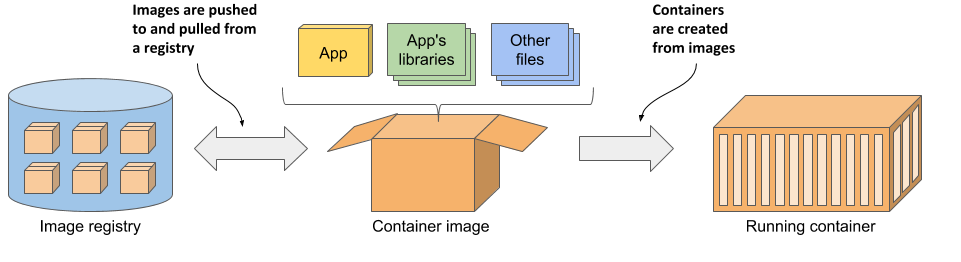 Images are pushed
to and pulled from
a registry
App
App's
libraries
Other
files
Containers
are created
from images
Image registry
Container image
Running container